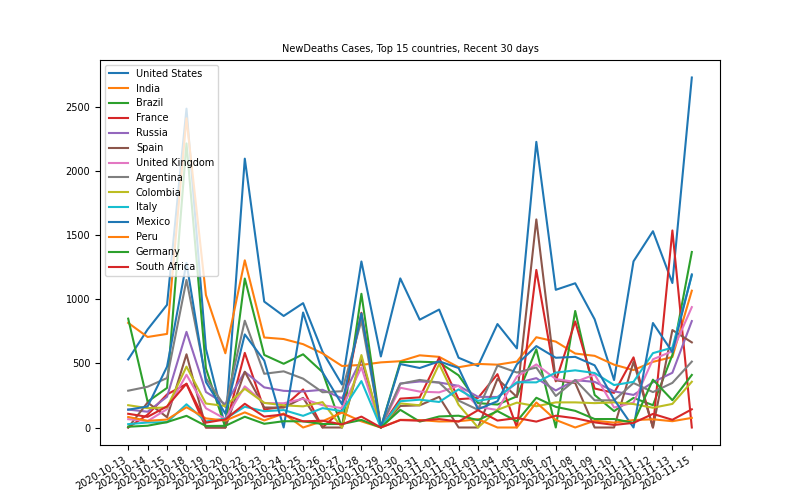 NewDeaths Cases, Top 15 countries, Recent 30 days
United States
India
Brazil
France
Russia
Spain
United Kingdom
Argentina
Colombia
Italy
Mexico
Peru
Germany
South Africa
2500
2000
1500
1000
500
0
2020-10-13
2020-10-14
2020-10-15
2020-10-18
2020-10-19
2020-10-20
2020-10-22
2020-10-23
2020-10-24
2020-10-25
2020-10-26
2020-10-27
2020-10-28
2020-10-29
2020-10-30
2020-10-31
2020-11-01
2020-11-02
2020-11-03
2020-11-04
2020-11-05
2020-11-06
2020-11-07
2020-11-08
2020-11-09
2020-11-10
2020-11-11
2020-11-12
2020-11-13
2020-11-15